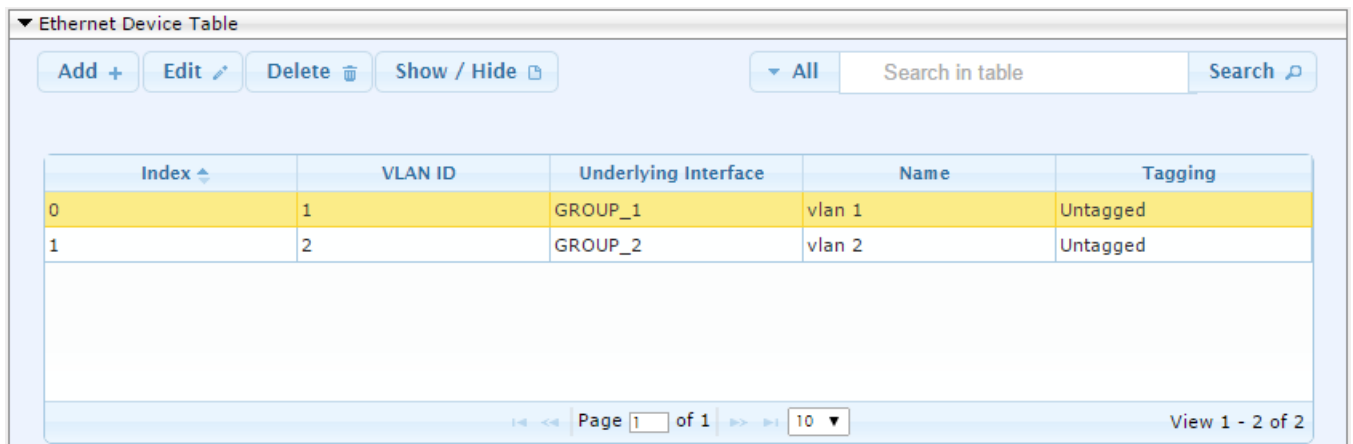 Ethernet Device Table
Add + Edit Delete Show / Hide All Search in table Search
Index VLAN ID Underlying Interface Name Tagging
0 1 GROUP_1 vlan 1 Untagged
1 2 GROUP_2 vlan 2 Untagged
Page 1 of 1 10 View 1 - 2 of 2